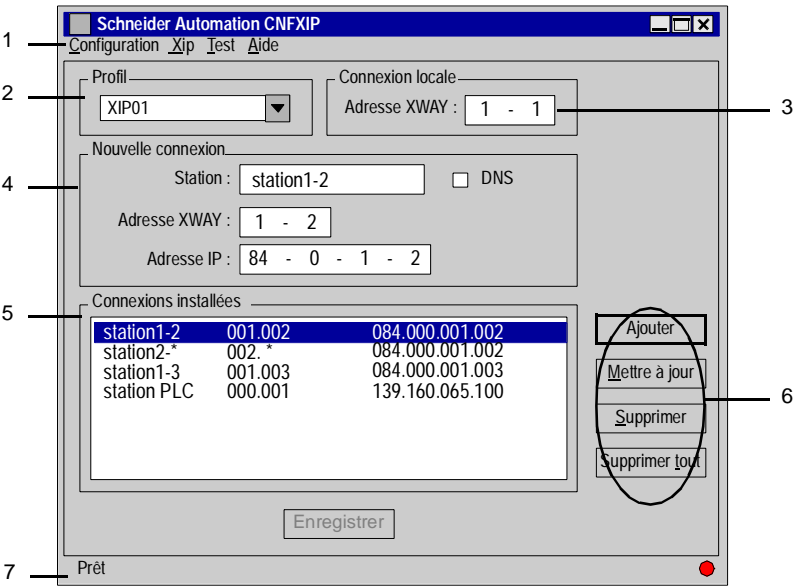 Schneider Automation CNFXIP
1 Configuration Xip Test Aide
Profil Connexion locale
2 XIP01 Adresse XWAY : 1 - 1 3
Nouvelle connexion
4 Station : station1-2 DNS
Adresse XWAY : 1 - 2
Adresse IP : 84 - 0 - 1 - 2
Connexions installées
5
station1-2 001.002 084.000.001.002
station2-* 002. * 084.000.001.002
station1-3 001.003 084.000.001.003
station PLC 000.001 139.160.065.100
Ajouter
Mettre à jour
6
Supprimer
Supprimer tout
Enregistrer
7 Prêt